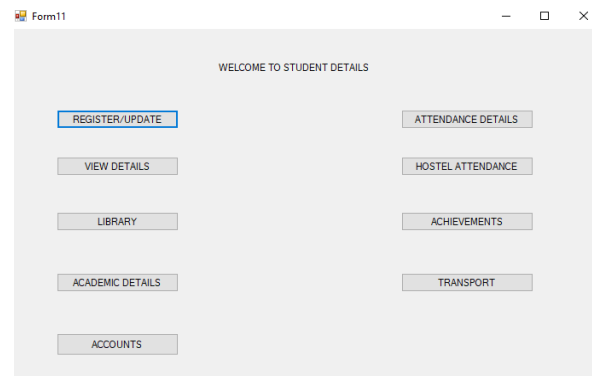 Form11
WELCOME TO STUDENT DETAILS
REGISTER/UPDATE
ATTENDANCE DETAILS
VIEW DETAILS
HOSTEL ATTENDANCE
LIBRARY
ACHIEVEMENTS
ACADEMIC DETAILS
TRANSPORT
ACCOUNTS